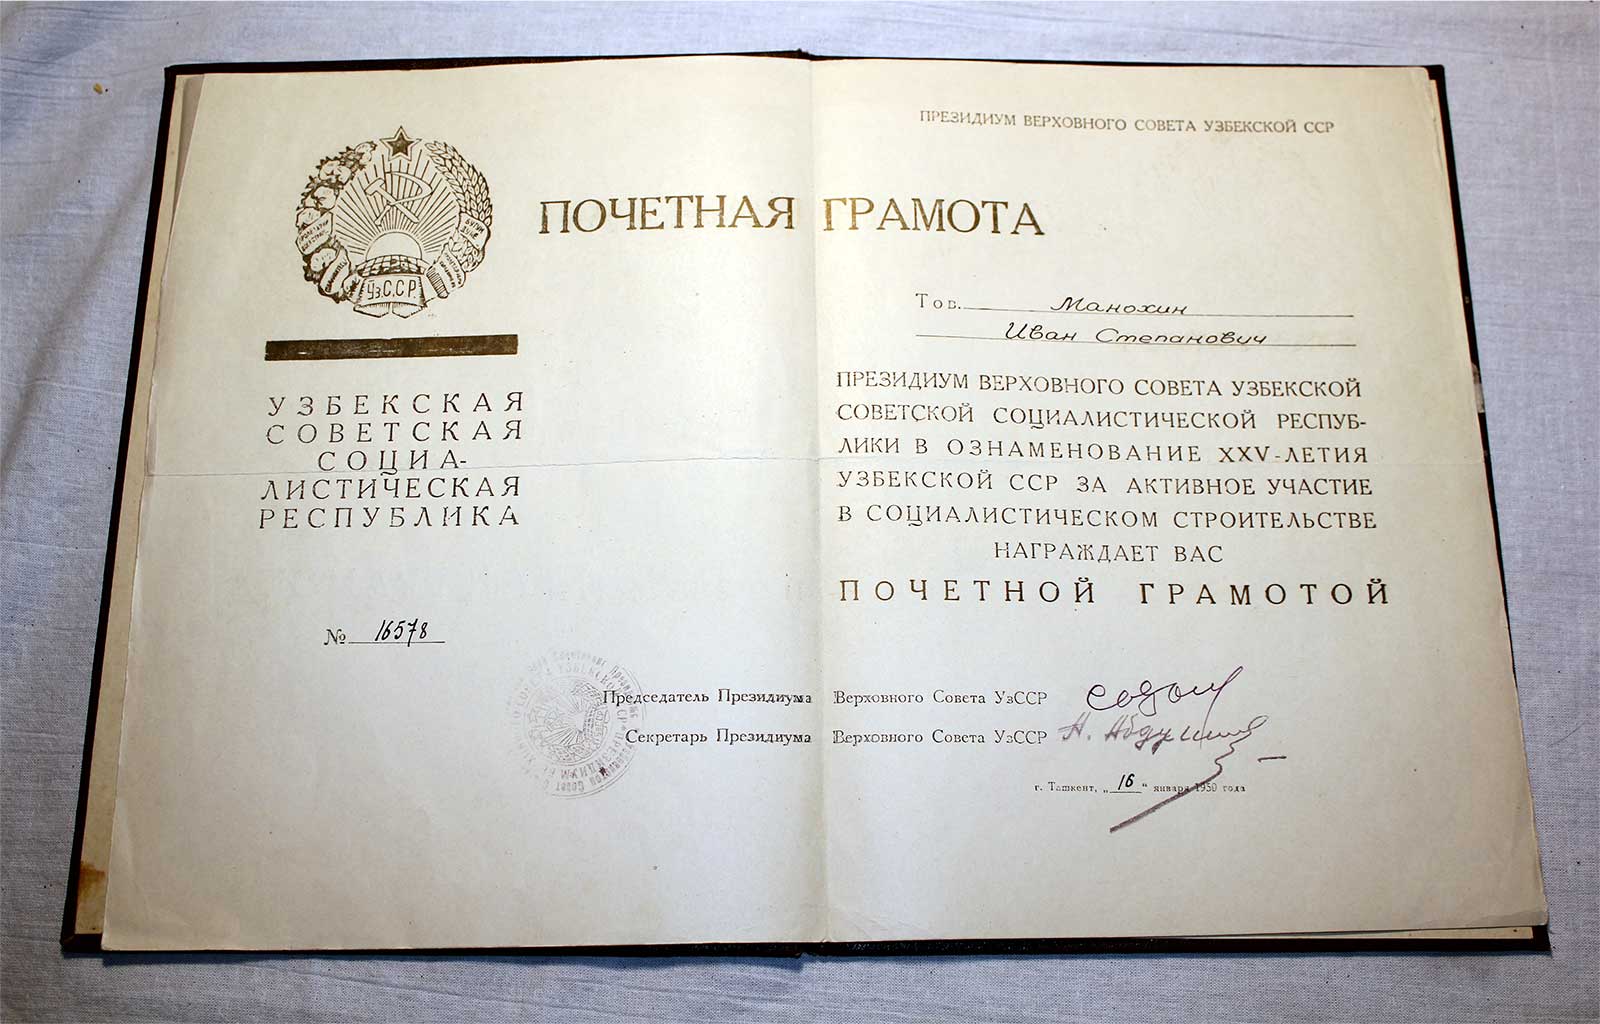 ПРЕЗИДИУМ ВЕРХОВНОГО СОВЕТА УЗБЕКСКОЙ ССР
ПОЧЕТНАЯ ГРАМОТА
УзССР.
УЗБЕКСКАЯ
СОВЕТСКАЯ
СОЦИА-
ЛИСТИЧЕСКАЯ
РЕСПУБЛИКА
№ 16578
Тов. Манохин
Иван Степанович
ПРЕЗИДИУМ ВЕРХОВНОГО СОВЕТА УЗБЕКСКОЙ
СОВЕТСКОЙ СОЦИАЛИСТИЧЕСКОЙ РЕСПУБ-
ЛИКИ В ОЗНАМЕНОВАНИЕ XXV-ЛЕТИЯ
УЗБЕКСКОЙ ССР ЗА АКТИВНОЕ УЧАСТИЕ
В СОЦИАЛИСТИЧЕСКОМ СТРОИТЕЛЬСТВЕ
НАГРАЖДАЕТ ВАС
ПОЧЕТНОЙ ГРАМОТОЙ
Председатель Президиума Верховного Совета УзССР
Секретарь Президиума Верховного Совета УзССР
г. Ташкент, „16“ января 1950 года